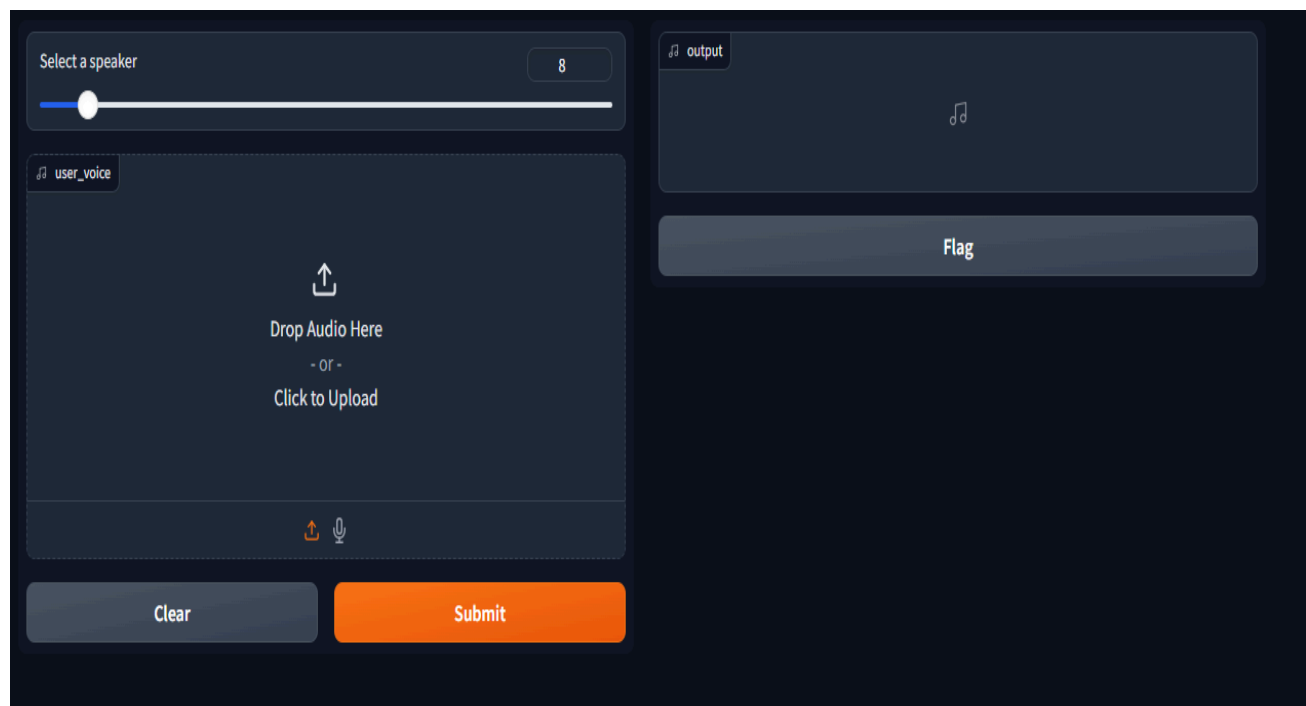 Select a speaker
8
user_voice
Drop Audio Here
- or -
Click to Upload
Clear
Submit
output
Flag